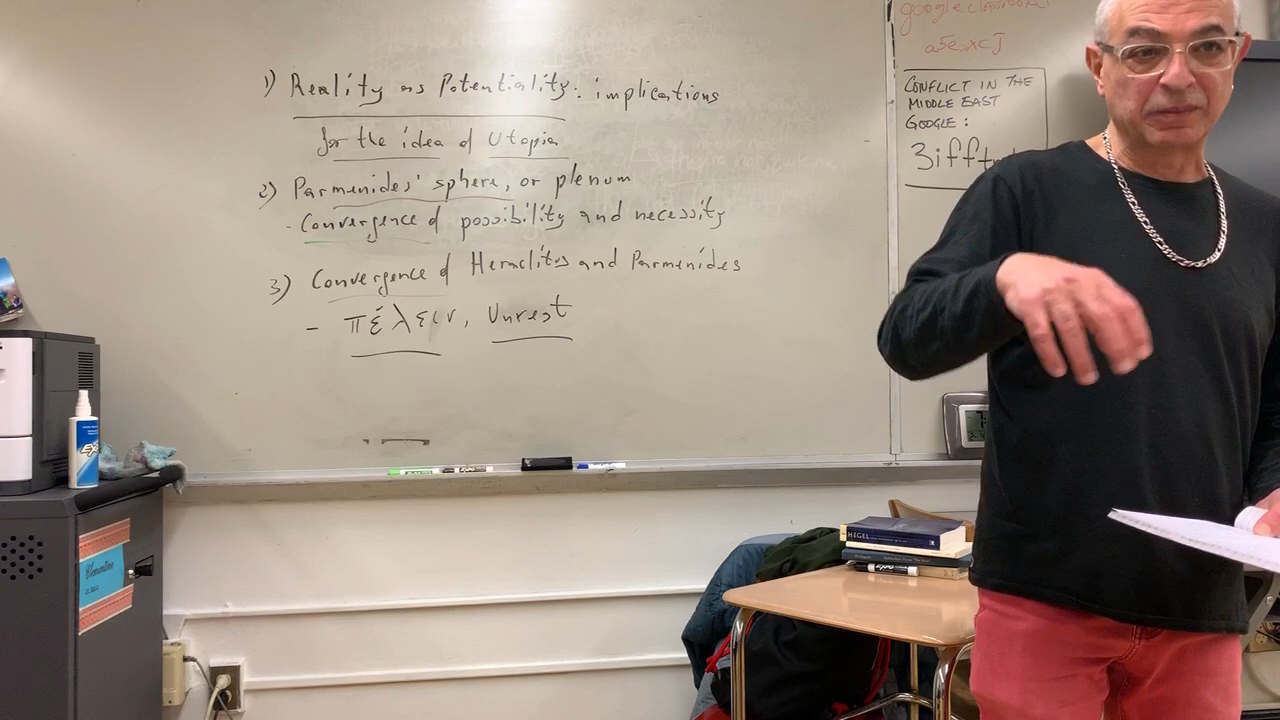 1) Reality as Potentiality: implications
for the idea of Utopia
2) Parmenides' sphere, or plenum
- Convergence of possibility and necessity
3) Convergence of Heraclitus and Parmenides
- πέλειν, Unrest
google classroom
CONFLICT IN THE
MIDDLE EAST
GOOGLE:
HEGEL
EXPO